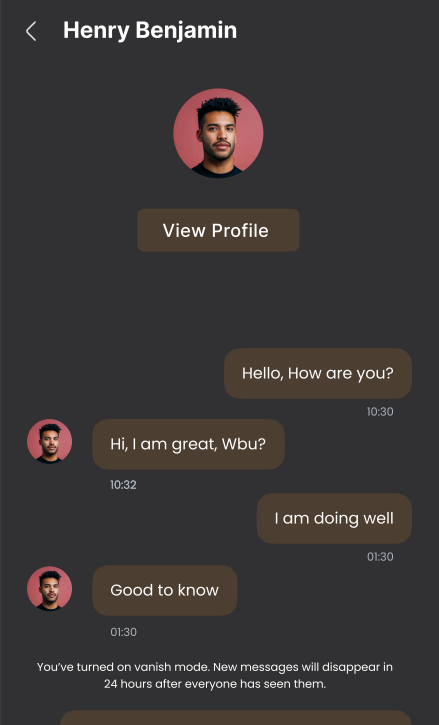 Henry Benjamin
View Profile
Hello, How are you?
10:30
Hi, I am great, Wbu?
10:32
I am doing well
01:30
Good to know
01:30
You’ve turned on vanish mode. New messages will disappear in
24 hours after everyone has seen them.